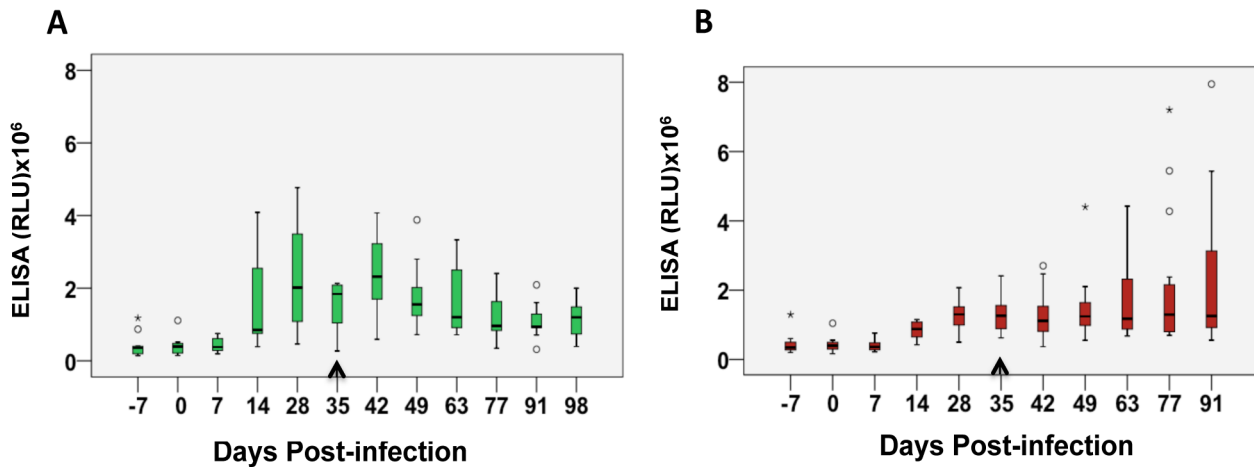 A
ELISA (RLU)x10⁶
8
6
4
2
0
-7 0 7 14 28 35 42 49 63 77 91 98
Days Post-infection
B
ELISA (RLU)x10⁶
8
6
4
2
0
-7 0 7 14 28 35 42 49 63 77 91
Days Post-infection